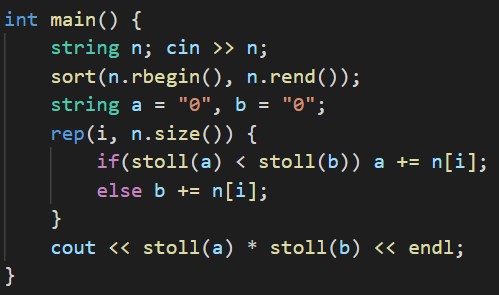 int main() {
    string n; cin >> n;
    sort(n.rbegin(), n.rend());
    string a = "0", b = "0";
    rep(i, n.size()) {
        if(stoll(a) < stoll(b)) a += n[i];
        else b += n[i];
    }
    cout << stoll(a) * stoll(b) << endl;
}